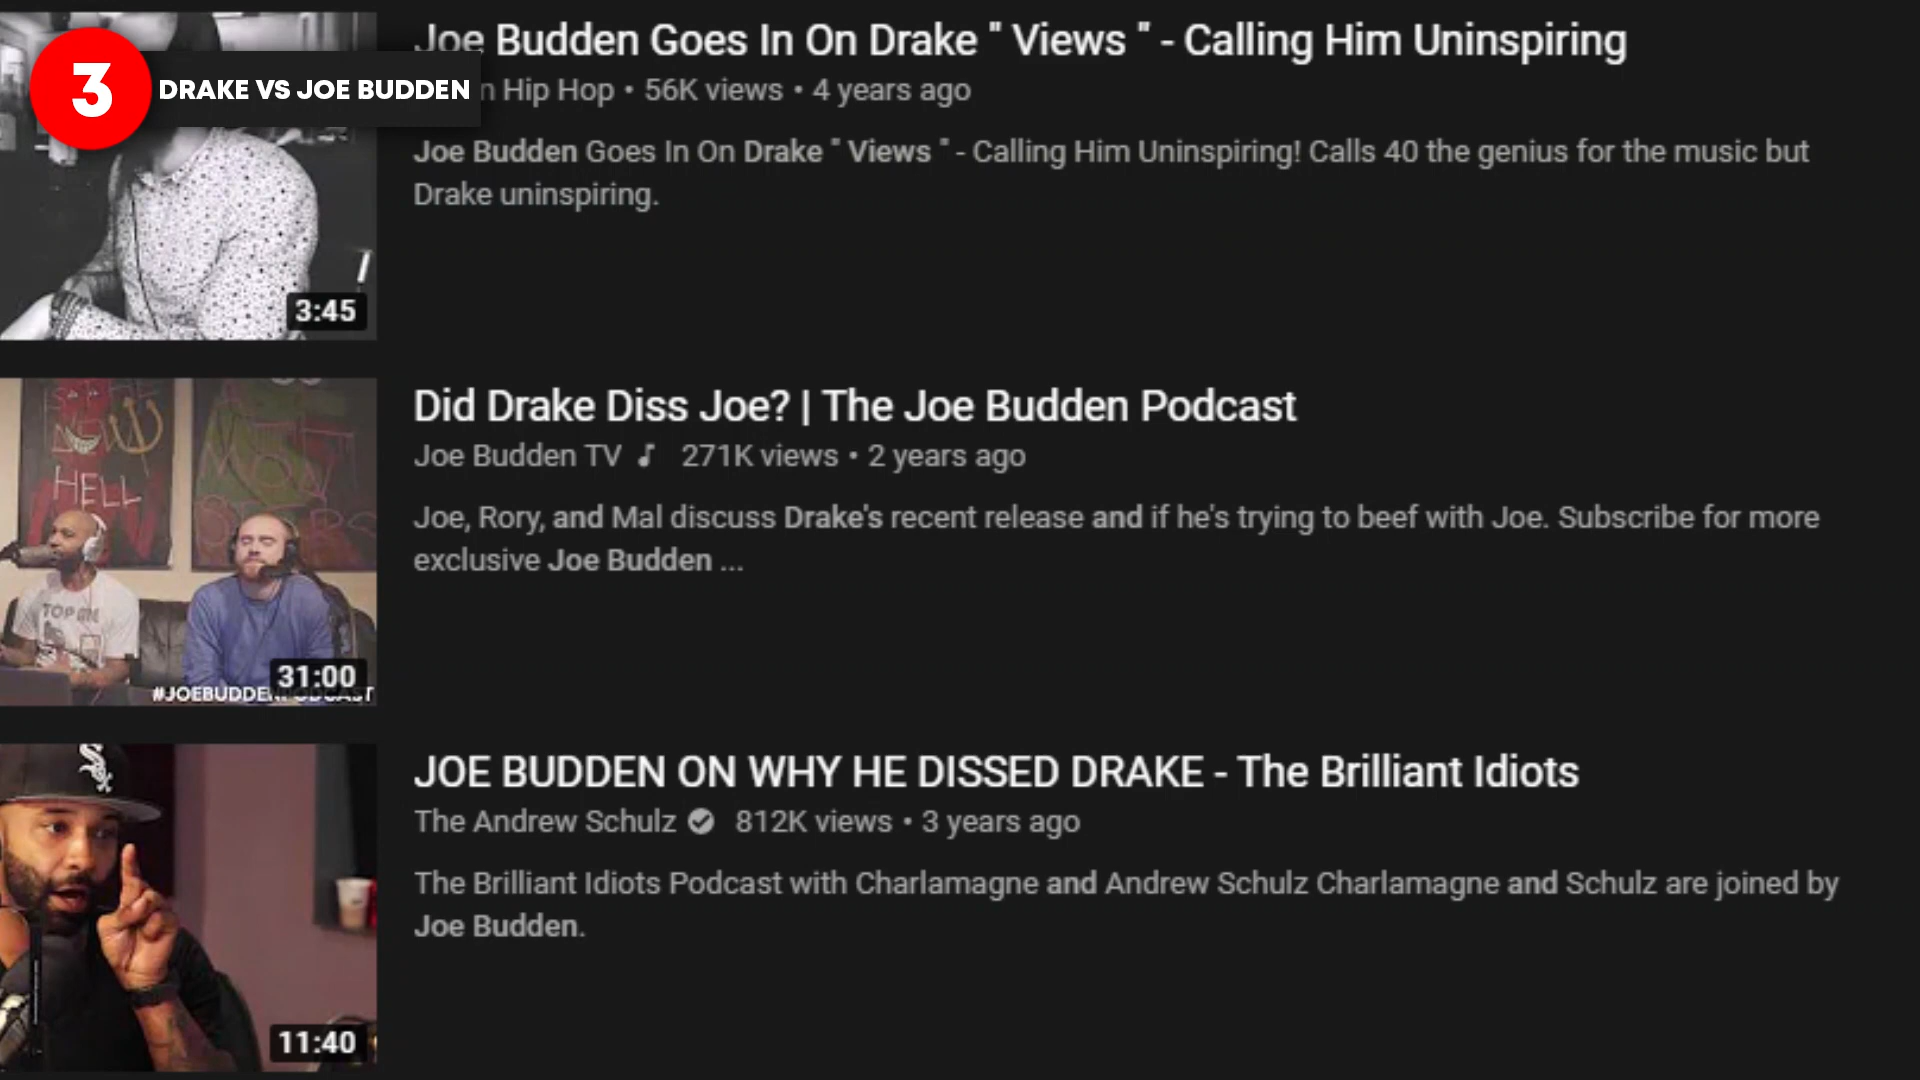 3
DRAKE VS JOE BUDDEN
Joe Budden Goes In On Drake " Views " - Calling Him Uninspiring
Hip Hop • 56K views • 4 years ago
Joe Budden Goes In On Drake " Views " - Calling Him Uninspiring! Calls 40 the genius for the music but
Drake uninspiring.
3:45
Did Drake Diss Joe? | The Joe Budden Podcast
Joe Budden TV 271K views • 2 years ago
Joe, Rory, and Mal discuss Drake's recent release and if he's trying to beef with Joe. Subscribe for more
exclusive Joe Budden ...
HELL
TOP
31:00
#JOEBUDDENPODCAST
JOE BUDDEN ON WHY HE DISSED DRAKE - The Brilliant Idiots
The Andrew Schulz 812K views • 3 years ago
The Brilliant Idiots Podcast with Charlamagne and Andrew Schulz Charlamagne and Schulz are joined by
Joe Budden.
11:40